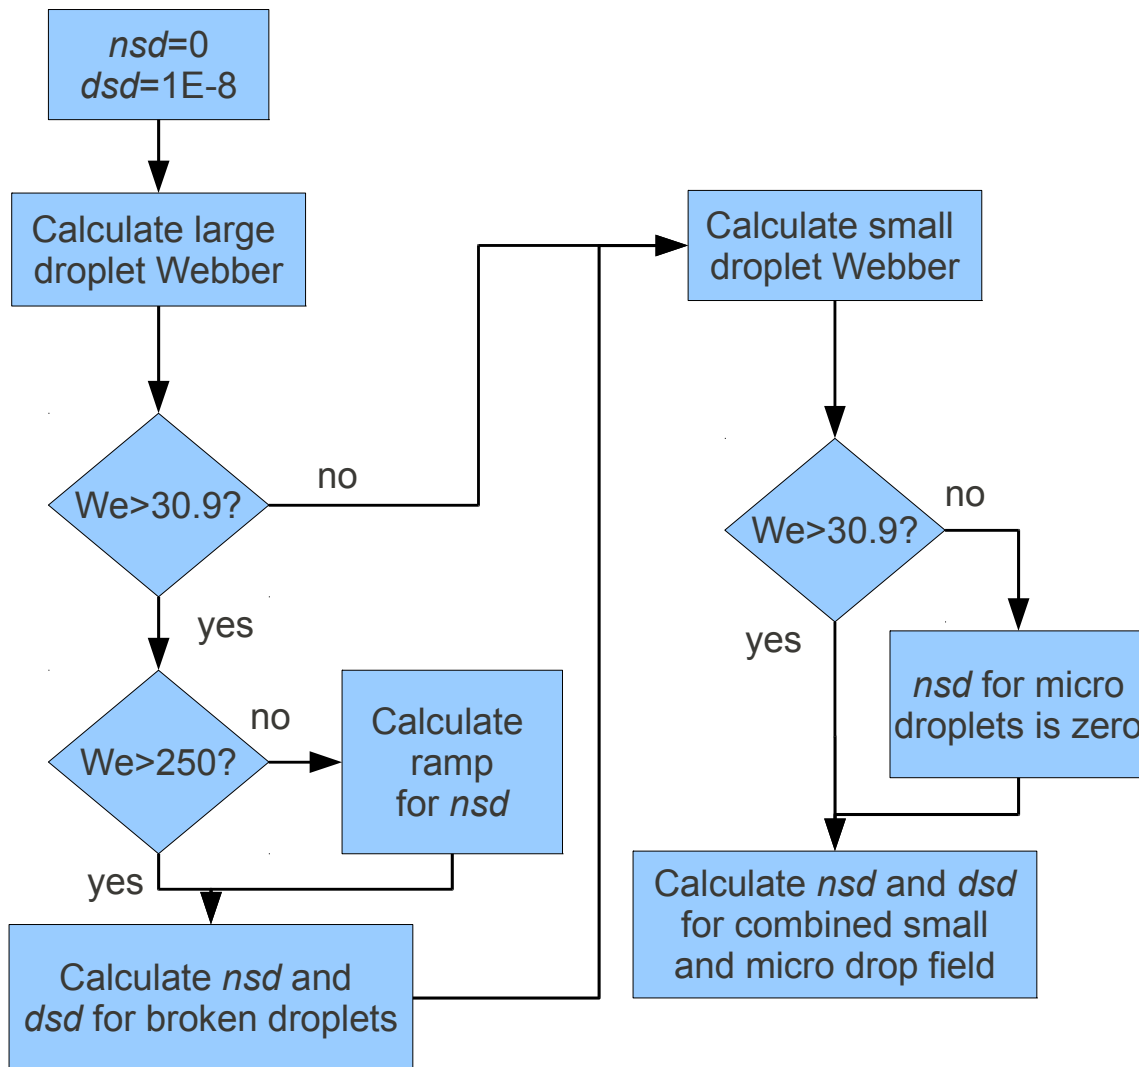 nsd=0
dsd=1E-8
Calculate large
droplet Webber
We>30.9?
no
yes
We>250?
no
Calculate
ramp
for nsd
yes
Calculate nsd and
dsd for broken droplets
Calculate small
droplet Webber
We>30.9?
no
yes
nsd for micro
droplets is zero
Calculate nsd and dsd
for combined small
and micro drop field